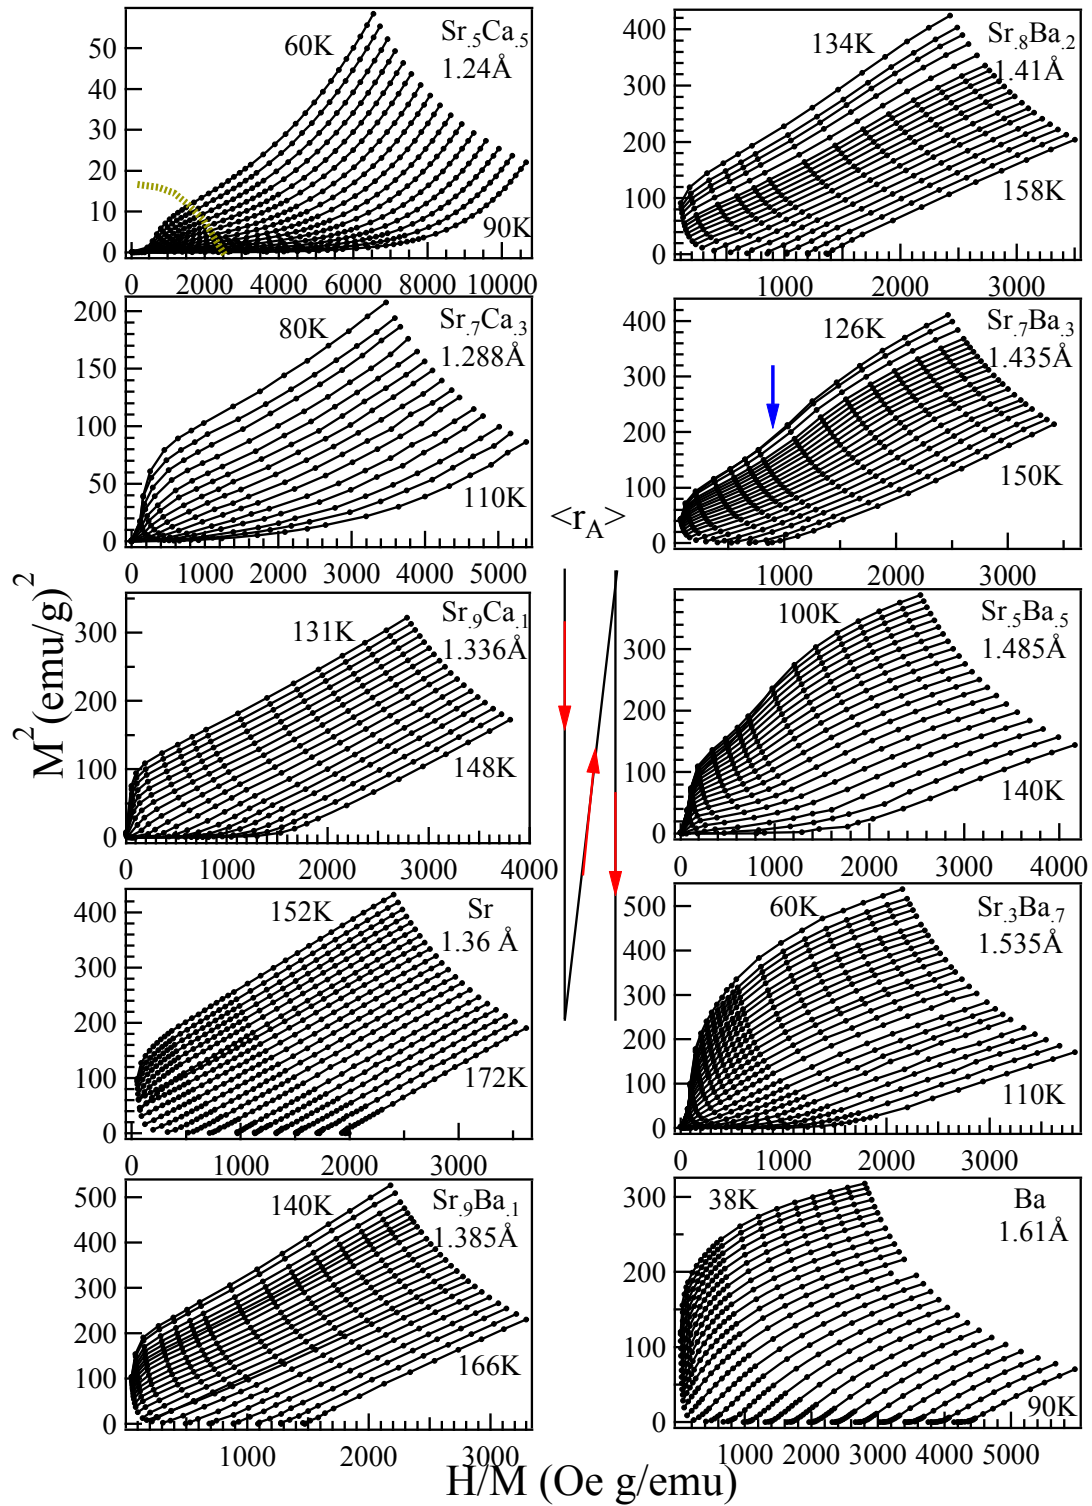 Sr.5Ca.5
1.24Å
60K
90K
50
40
30
20
10
0
0 2000 4000 6000 8000 10000
Sr.7Ca.3
1.288Å
80K
110K
200
150
100
50
0
0 1000 2000 3000 4000 5000
Sr.9Ca.1
1.336Å
131K
148K
300
200
100
0
0 1000 2000 3000 4000
Sr
1.36 Å
152K
172K
400
300
200
100
0
0 1000 2000 3000
Sr.9Ba.1
1.385Å
140K
166K
500
400
300
200
100
0
0 1000 2000 3000
Sr.8Ba.2
1.41Å
134K
158K
400
300
200
100
0
1000 2000 3000
Sr.7Ba.3
1.435Å
126K
150K
400
300
200
100
0
0 1000 2000 3000
Sr.5Ba.5
1.485Å
100K
140K
300
200
100
0
0 1000 2000 3000 4000
Sr.3Ba.7
1.535Å
60K
110K
500
400
300
200
100
0
0 1000 2000 3000 4000
Ba
1.61Å
38K
90K
300
200
100
0
1000 2000 3000 4000 5000
<rA>
M² (emu/g)²
H/M (Oe g/emu)